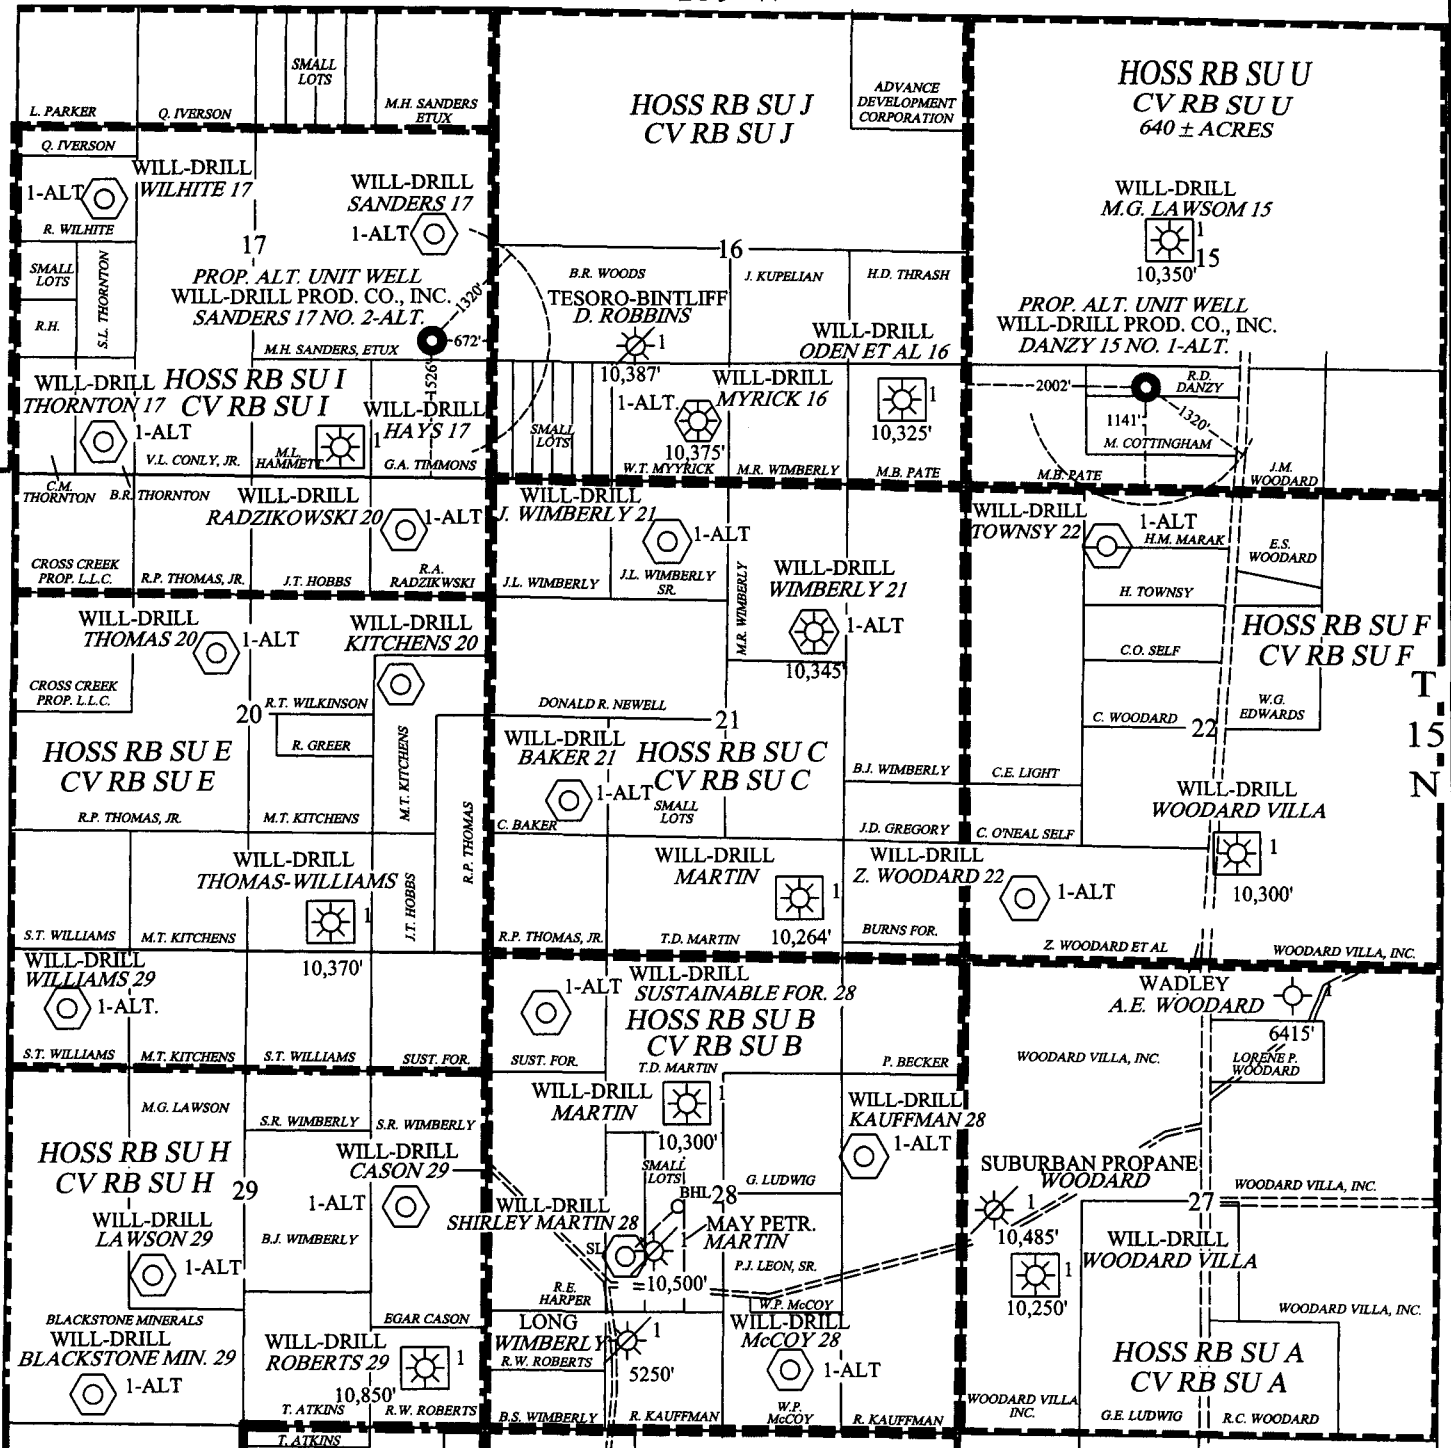 L. PARKER
Q. IVERSON
SMALL
LOTS
M.H. SANDERS
ETUX
Q. IVERSON
WILL-DRILL
WILHITE 17
1-ALT
R. WILHITE
WILL-DRILL
SANDERS 17
1-ALT
17
SMALL
LOTS
S.L. THORNTON
R.H.
PROP. ALT. UNIT WELL
WILL-DRILL PROD. CO., INC.
SANDERS 17 NO. 2-ALT.
1320'
672'
1526'
M.H. SANDERS, ETUX
WILL-DRILL
THORNTON 17
1-ALT
HOSS RB SU I
CV RB SU I
WILL-DRILL
HAYS 17
1
V.L. CONLY, JR.
M.L.
HAMMETT
G.A. TIMMONS
HOSS RB SU J
CV RB SU J
ADVANCE
DEVELOPMENT
CORPORATION
16
B.R. WOODS
J. KUPELIAN
H.D. THRASH
TESORO-BINTLIFF
D. ROBBINS
1
10,387'
WILL-DRILL
ODEN ET AL 16
1
10,325'
WILL-DRILL
MYRICK 16
1-ALT.
10,375'
SMALL
LOTS
W.T. MYYRICK
M.R. WIMBERLY
M.B. PATE
HOSS RB SU U
CV RB SU U
640 ± ACRES
WILL-DRILL
M.G. LAWSOM 15
1
15
10,350'
PROP. ALT. UNIT WELL
WILL-DRILL PROD. CO., INC.
DANZY 15 NO. 1-ALT.
2002'
R.D.
DANZY
1141'
1320'
M. COTTINGHAM
M.B. PATE
J.M.
WOODARD
C.M.
THORNTON
B.R. THORNTON
WILL-DRILL
RADZIKOWSKI 20
1-ALT
CROSS CREEK
PROP. L.L.C.
R.P. THOMAS, JR.
J.T. HOBBS
R.A.
RADZIKWSKI
WILL-DRILL
THOMAS 20
1-ALT
WILL-DRILL
KITCHENS 20
CROSS CREEK
PROP. L.L.C.
20
R.T. WILKINSON
R. GREER
M.T. KITCHENS
HOSS RB SU E
CV RB SU E
R.P. THOMAS, JR.
M.T. KITCHENS
R.P. THOMAS
WILL-DRILL
THOMAS-WILLIAMS
1
J.T. HOBBS
10,370'
S.T. WILLIAMS
M.T. KITCHENS
WILL-DRILL
J. WIMBERLY 21
1-ALT
J.L. WIMBERLY
J.L. WIMBERLY
SR.
M.R. WIMBERLY
WILL-DRILL
WIMBERLY 21
1-ALT
10,345'
DONALD R. NEWELL
21
WILL-DRILL
BAKER 21
1-ALT
HOSS RB SU C
CV RB SU C
SMALL
LOTS
C. BAKER
B.J. WIMBERLY
J.D. GREGORY
WILL-DRILL
MARTIN
1
10,264'
R.P. THOMAS, JR.
T.D. MARTIN
BURNS FOR.
WILL-DRILL
TOWNSY 22
1-ALT
H.M. MARAK
E.S.
WOODARD
H. TOWNSY
C.O. SELF
HOSS RB SU F
CV RB SU F
T
15
N
W.G.
EDWARDS
C. WOODARD
22
C.E. LIGHT
C. O'NEAL SELF
WILL-DRILL
WOODARD VILLA
1
10,300'
WILL-DRILL
Z. WOODARD 22
1-ALT
Z. WOODARD ET AL
WOODARD VILLA, INC.
WILL-DRILL
WILLIAMS 29
1-ALT.
S.T. WILLIAMS
M.T. KITCHENS
S.T. WILLIAMS
SUST. FOR.
M.G. LAWSON
S.R. WIMBERLY
S.R. WIMBERLY
HOSS RB SU H
CV RB SU H
29
WILL-DRILL
CASON 29
1-ALT
WILL-DRILL
LAWSON 29
1-ALT
B.J. WIMBERLY
BLACKSTONE MINERALS
WILL-DRILL
BLACKSTONE MIN. 29
1-ALT
EGAR CASON
WILL-DRILL
ROBERTS 29
1
10,850'
T. ATKINS
R.W. ROBERTS
T. ATKINS
WILL-DRILL
SUSTAINABLE FOR. 28
1-ALT
HOSS RB SU B
CV RB SU B
SUST. FOR.
T.D. MARTIN
P. BECKER
WILL-DRILL
MARTIN
1
10,300'
WILL-DRILL
KAUFFMAN 28
1-ALT
SMALL
LOTS
G. LUDWIG
BHL
28
WILL-DRILL
SHIRLEY MARTIN 28
SL
MAY PETR.
MARTIN
1
10,500'
P.J. LEON, SR.
R.E.
HARPER
W.P. McCOY
LONG
WIMBERLY
1
5250'
R.W. ROBERTS
WILL-DRILL
McCOY 28
1-ALT
B.S. WIMBERLY
R. KAUFFMAN
W.P.
McCOY
R. KAUFFMAN
WADLEY
A.E. WOODARD
1
6415'
WOODARD VILLA, INC.
LORENE P.
WOODARD
SUBURBAN PROPANE
WOODARD
1
10,485'
27
WOODARD VILLA, INC.
WILL-DRILL
WOODARD VILLA
1
10,250'
WOODARD VILLA, INC.
HOSS RB SU A
CV RB SU A
WOODARD VILLA
INC.
G.E. LUDWIG
R.C. WOODARD